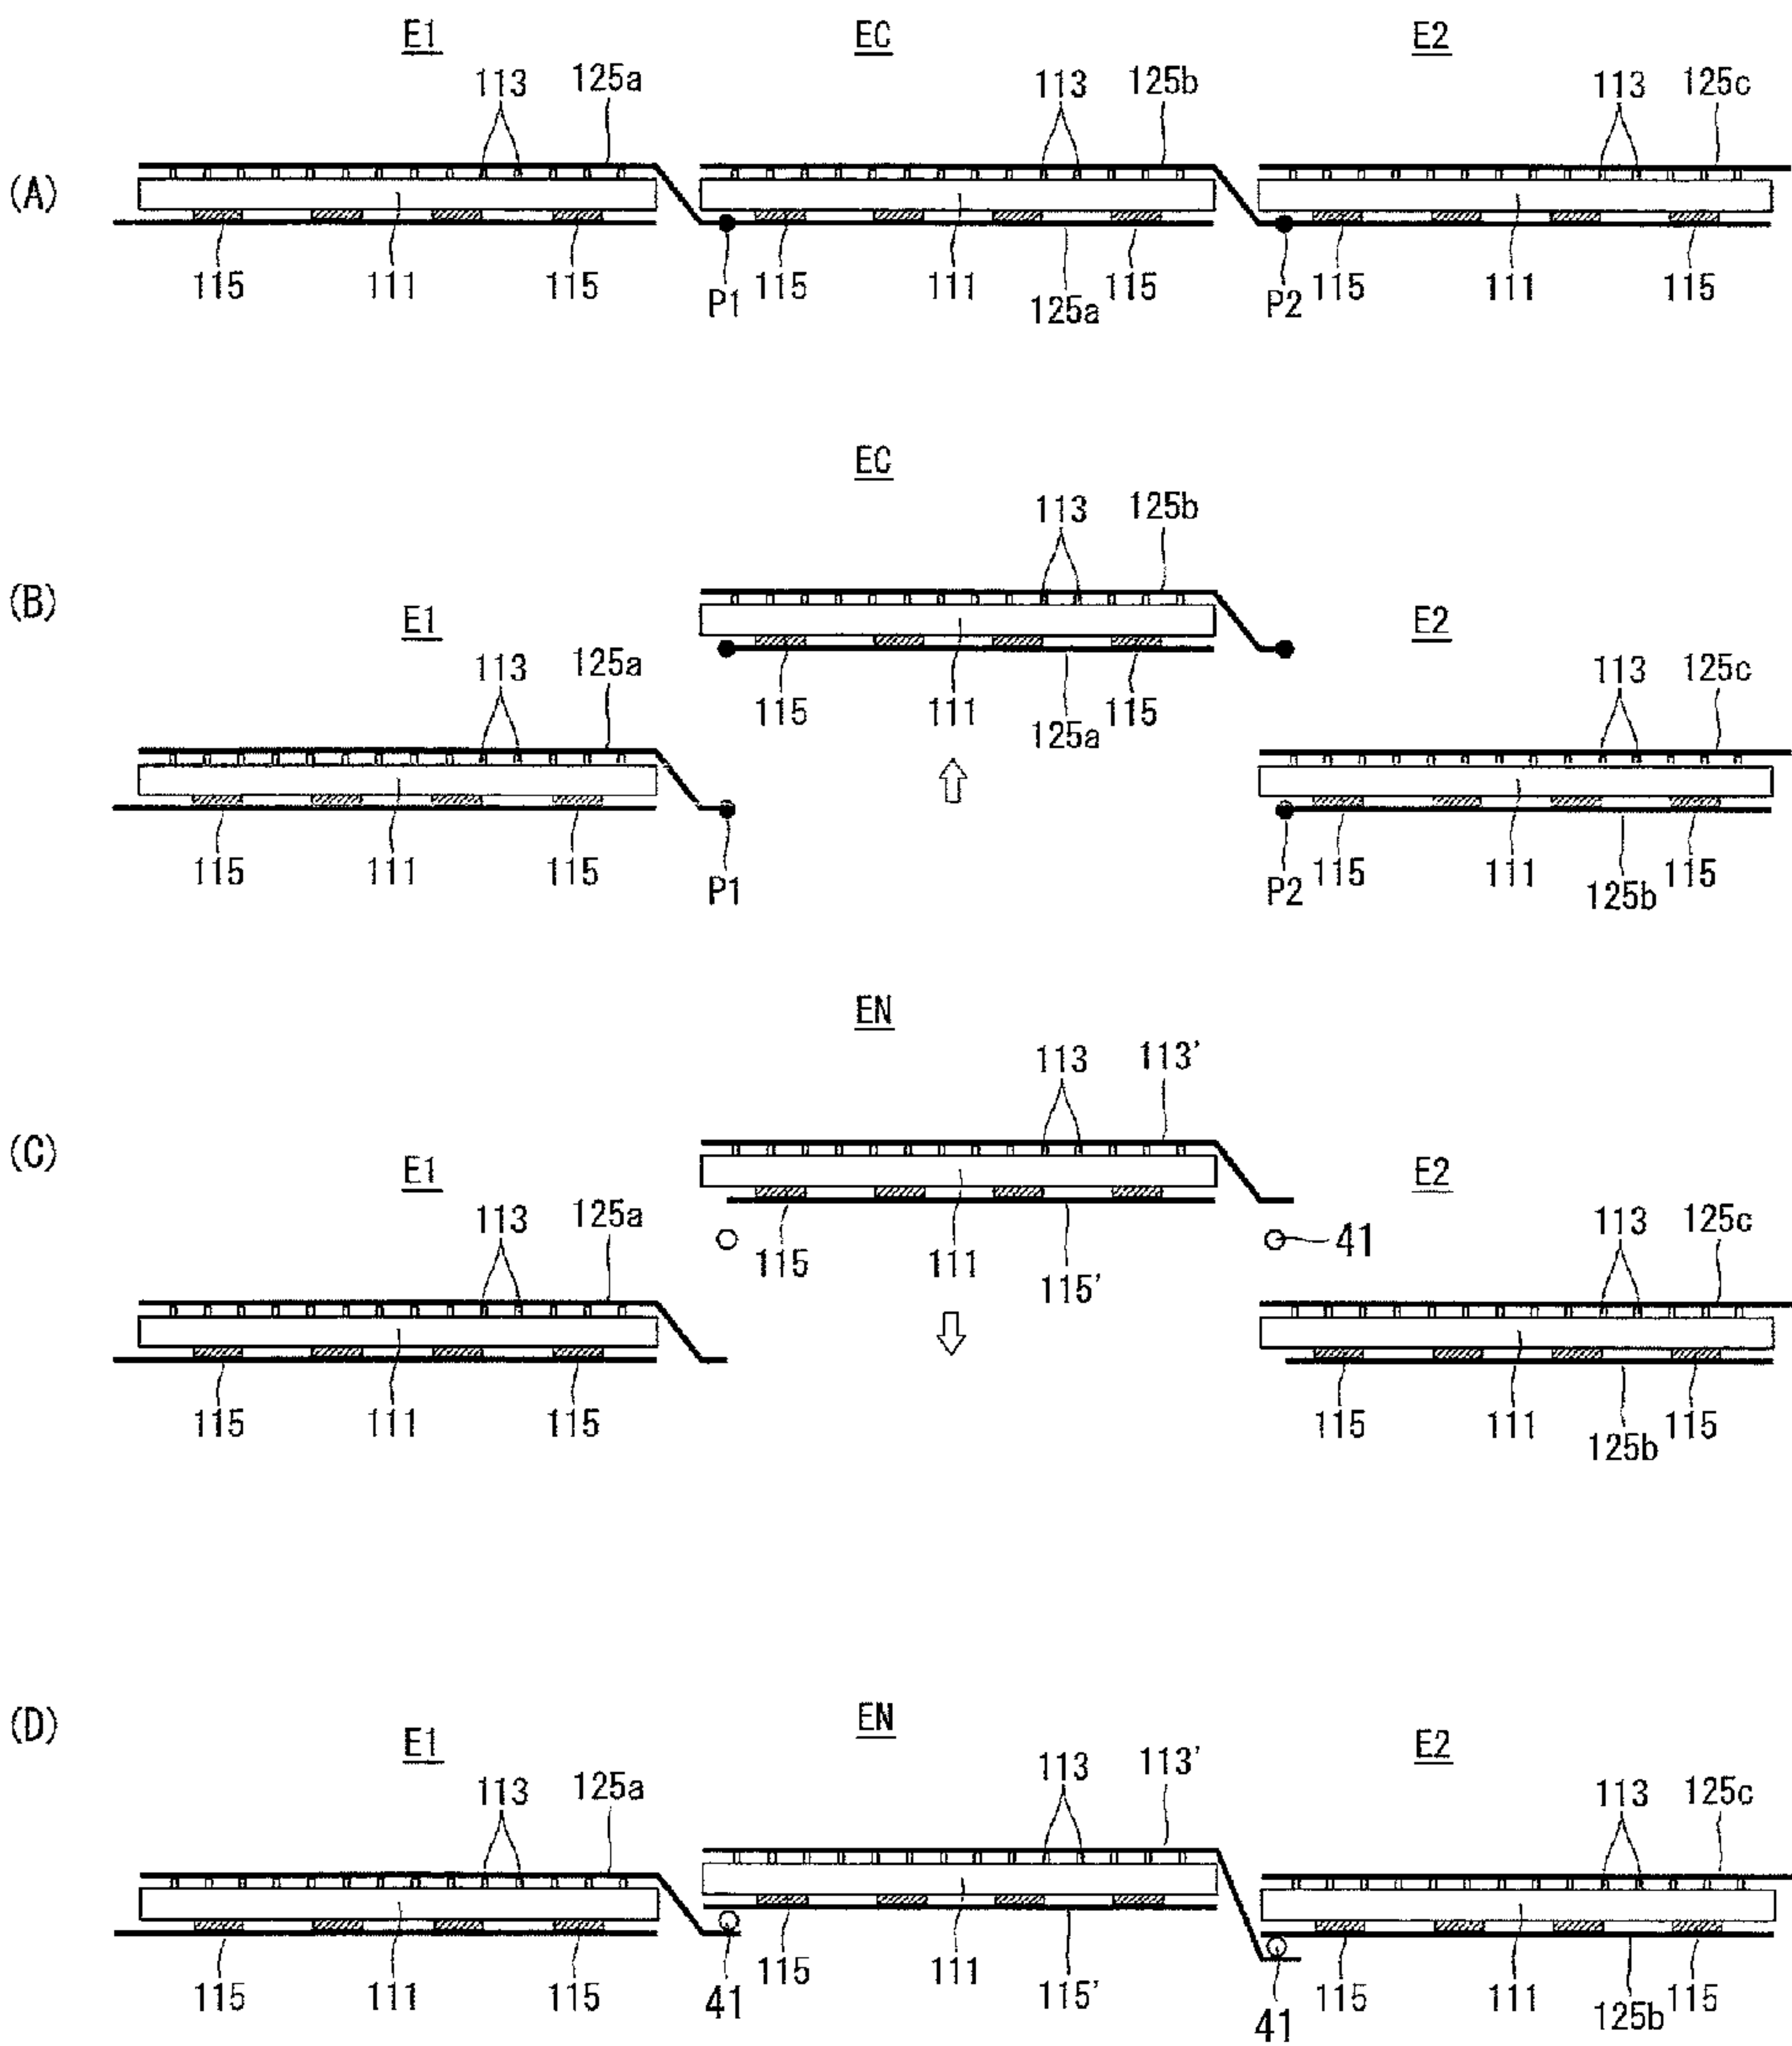 E1 EC E2
113 125a 113 125b 113 125c
(A)
115 111 115 P1 115 111 125a 115 P2 115 111 115
EC
113 125b
(B)
E1 E2
113 125a 115 111 125a 115 113 125c
115 111 115 P1 P2 115 111 125b 115
EN
113 113'
(C)
E1 E2
113 125a 115 111 115' 41 113 125c
115 111 115 115 111 125b 115
(D)
E1 EN E2
113 125a 113 113' 113 125c
115 111 115 41 115 111 115' 41 115 111 125b 115